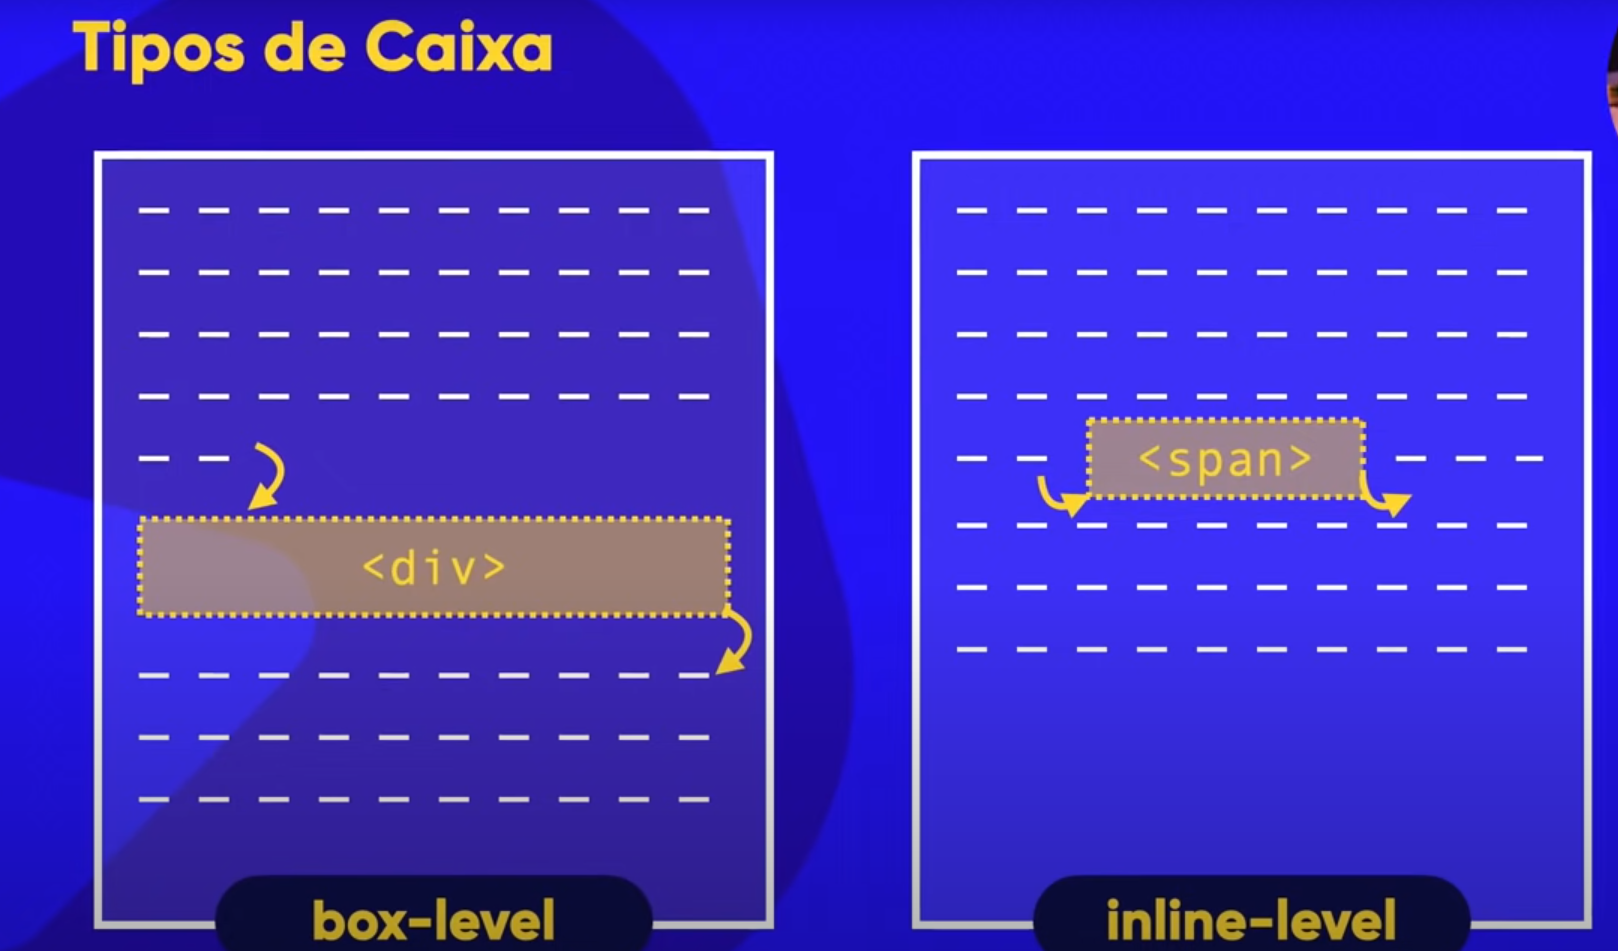 Tipos de Caixa
<div>
box-level
<span>
inline-level